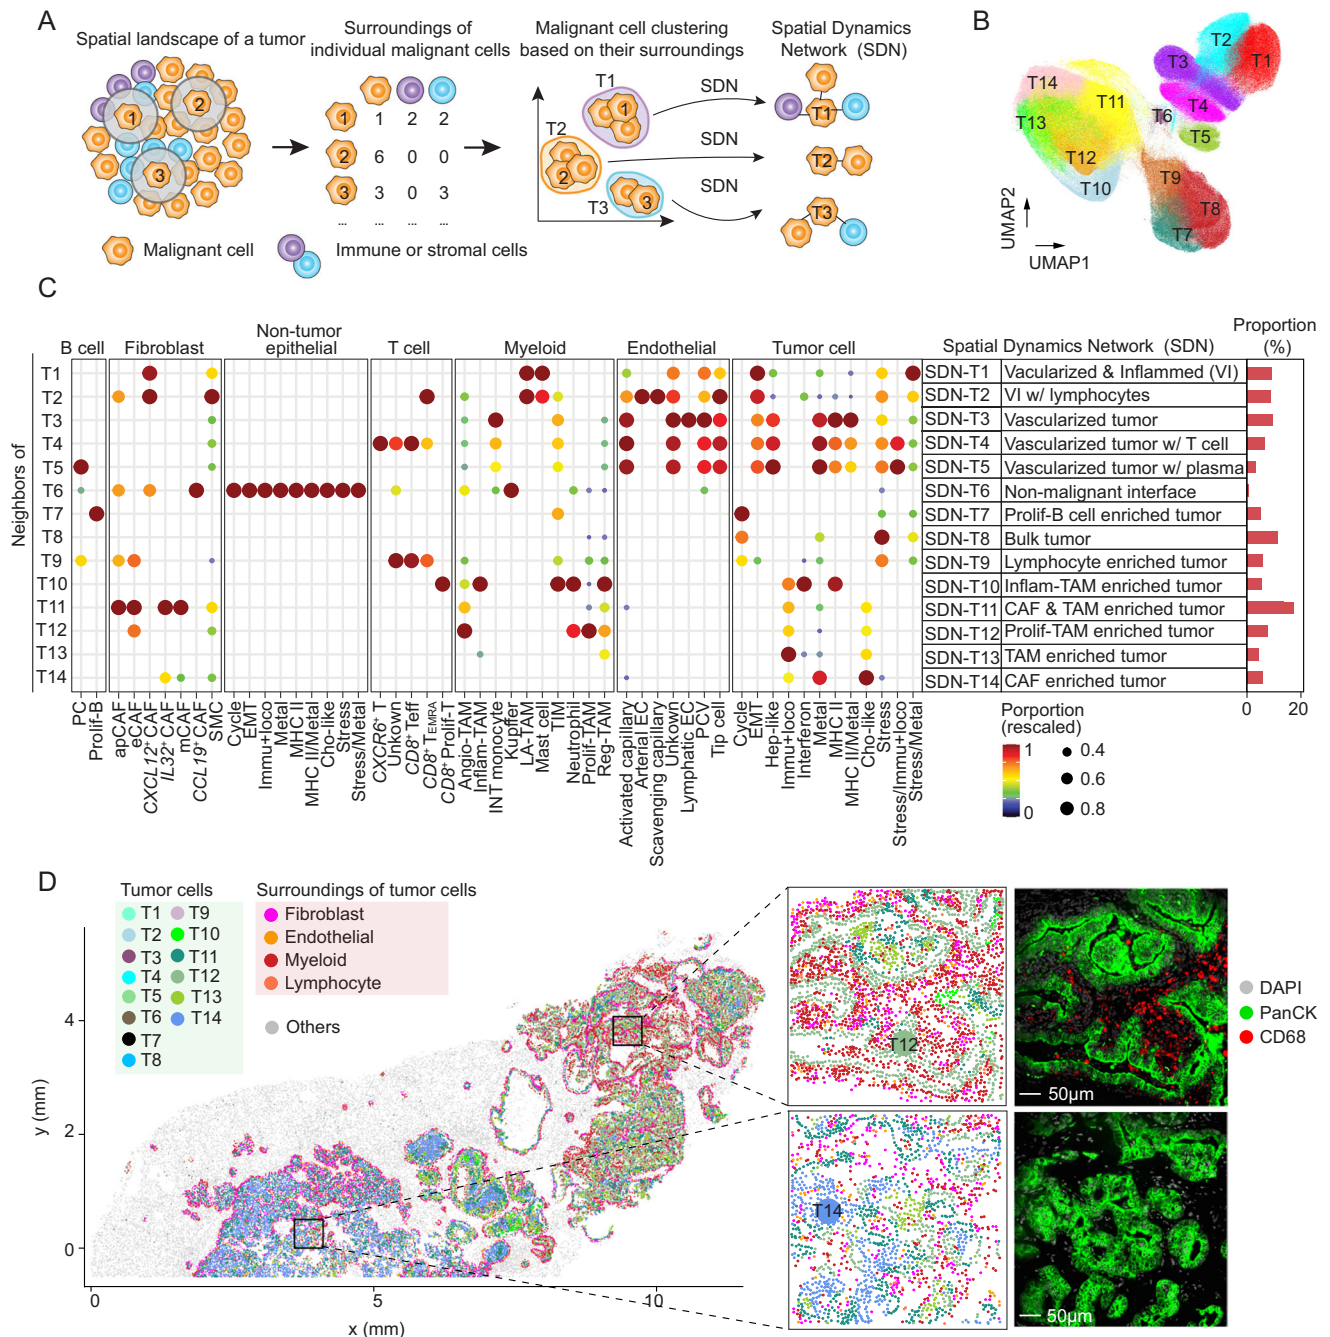 A
Spatial landscape of a tumor
Surroundings of
individual malignant cells
Malignant cell clustering
based on their surroundings
Spatial Dynamics
Network (SDN)
1
2
3
1 1 2 2
2 6 0 0
3 3 0 3
... ... ... ...
T1
1
T2
2
T3
3
SDN
SDN
SDN
T1
T2
T3
Malignant cell
Immune or stromal cells
B
T1
T2
T3
T4
T5
T6
T7
T8
T9
T10
T11
T12
T13
T14
UMAP2
UMAP1
C
B cell
Fibroblast
Non-tumor
epithelial
T cell
Myeloid
Endothelial
Tumor cell
Spatial Dynamics Network (SDN)
Proportion
(%)
Neighbors of
T1 SDN-T1 Vacularized & Inflammed (VI)
T2 SDN-T2 VI w/ lymphocytes
T3 SDN-T3 Vascularized tumor
T4 SDN-T4 Vascularized tumor w/ T cell
T5 SDN-T5 Vascularized tumor w/ plasma
T6 SDN-T6 Non-malignant interface
T7 SDN-T7 Prolif-B cell enriched tumor
T8 SDN-T8 Bulk tumor
T9 SDN-T9 Lymphocyte enriched tumor
T10 SDN-T10 Inflam-TAM enriched tumor
T11 SDN-T11 CAF & TAM enriched tumor
T12 SDN-T12 Prolif-TAM enriched tumor
T13 SDN-T13 TAM enriched tumor
T14 SDN-T14 CAF enriched tumor
0 20
PC
Prolif-B
apCAF
eCAF
CXCL12+ CAF
IL32+ CAF
mCAF
CCL19+ CAF
SMC
Cycle
EMT
Immu+loco
Metal
MHC II
MHC II/Metal
Cho-like
Stress
Stress/Metal
CXCR6+ T
Unknown
CD8+ Teff
CD8+ TEMRA
CD8+ Prolif-T
Angio-TAM
Inflam-TAM
INT monocyte
Kupffer
LA-TAM
Mast cell
TIM
Neutrophil
Prolif-TAM
Reg-TAM
Activated capillary
Arterial EC
Scavenging capillary
Unknown
Lymphatic EC
PCV
Tip cell
Cycle
EMT
Hep-like
Immu+loco
Interferon
Metal
MHC II
MHC II/Metal
Cho-like
Stress
Stress/Immu+loco
Stress/Metal
Porportion
(rescaled)
1
0
0.4
0.6
0.8
D
Tumor cells
T1
T2
T3
T4
T5
T6
T7
T8
T9
T10
T11
T12
T13
T14
Surroundings of tumor cells
Fibroblast
Endothelial
Myeloid
Lymphocyte
Others
y (mm)
4
2
0
0 5 10
x (mm)
T12
T14
50μm
50μm
DAPI
PanCK
CD68